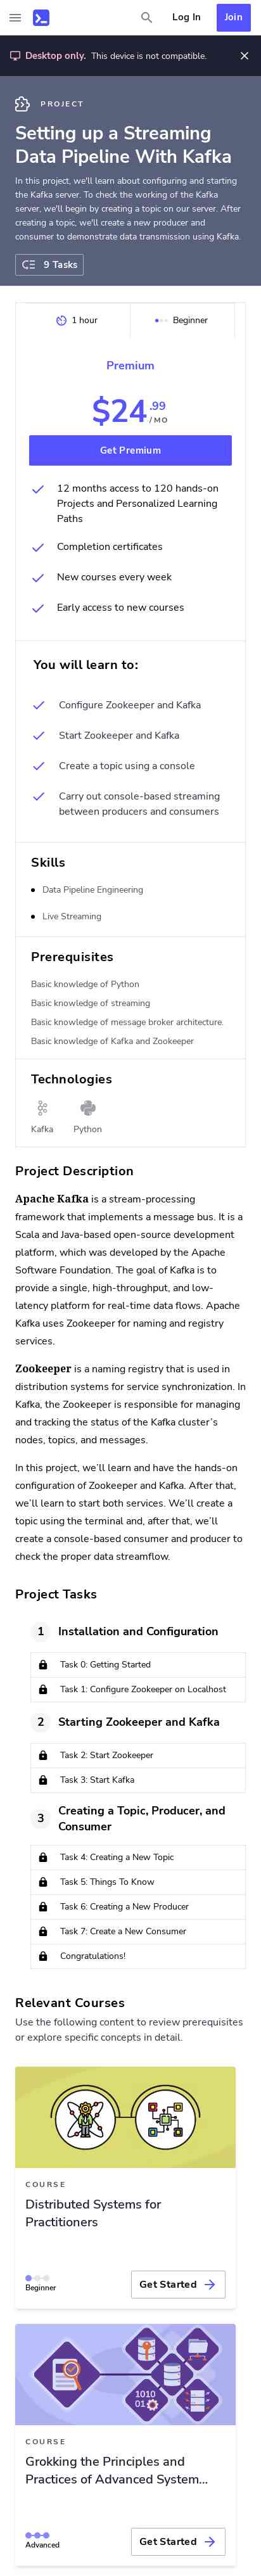 Log In
Join
Desktop only. This device is not compatible.
PROJECT
Setting up a Streaming
Data Pipeline With Kafka
In this project, we'll learn about configuring and starting
the Kafka server. To check the working of the Kafka
server, we'll begin by creating a topic on our server. After
creating a topic, we'll create a new producer and
consumer to demonstrate data transmission using Kafka.
9 Tasks
1 hour
Beginner
Premium
$24.99
/MO
Get Premium
12 months access to 120 hands-on
Projects and Personalized Learning
Paths
Completion certificates
New courses every week
Early access to new courses
You will learn to:
Configure Zookeeper and Kafka
Start Zookeeper and Kafka
Create a topic using a console
Carry out console-based streaming
between producers and consumers
Skills
Data Pipeline Engineering
Live Streaming
Prerequisites
Basic knowledge of Python
Basic knowledge of streaming
Basic knowledge of message broker architecture.
Basic knowledge of Kafka and Zookeeper
Technologies
Kafka
Python
Project Description
Apache Kafka is a stream-processing
framework that implements a message bus. It is a
Scala and Java-based open-source development
platform, which was developed by the Apache
Software Foundation. The goal of Kafka is to
provide a single, high-throughput, and low-
latency platform for real-time data flows. Apache
Kafka uses Zookeeper for naming and registry
services.
Zookeeper is a naming registry that is used in
distribution systems for service synchronization. In
Kafka, the Zookeeper is responsible for managing
and tracking the status of the Kafka cluster's
nodes, topics, and messages.
In this project, we'll learn and have the hands-on
configuration of Zookeeper and Kafka. After that,
we'll learn to start both services. We'll create a
topic using the terminal and, after that, we'll
create a console-based consumer and producer to
check the proper data streamflow.
Project Tasks
1 Installation and Configuration
Task 0: Getting Started
Task 1: Configure Zookeeper on Localhost
2 Starting Zookeeper and Kafka
Task 2: Start Zookeeper
Task 3: Start Kafka
3 Creating a Topic, Producer, and
Consumer
Task 4: Creating a New Topic
Task 5: Things To Know
Task 6: Creating a New Producer
Task 7: Create a New Consumer
Congratulations!
Relevant Courses
Use the following content to review prerequisites
or explore specific concepts in detail.
COURSE
Distributed Systems for
Practitioners
Beginner
Get Started
1010
01
COURSE
Grokking the Principles and
Practices of Advanced System...
Advanced
Get Started